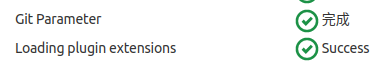 Git Parameter 完成
Loading plugin extensions Success